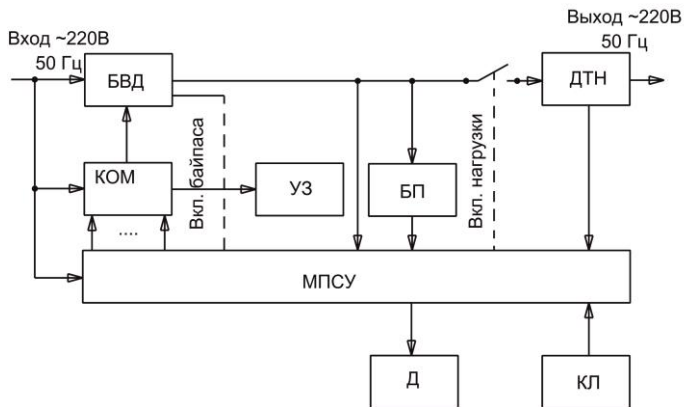 Вход ~220В
50 Гц
Выход ~220В
50 Гц
БВД
ДТН
Вкл. байпаса
Вкл. нагрузки
КОМ
УЗ
БП
....
МПСУ
Д
КЛ